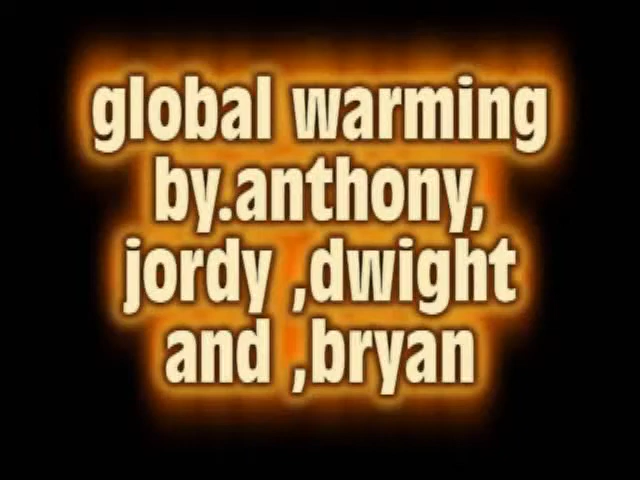 global warming
by.anthony,
jordy ,dwight
and ,bryan